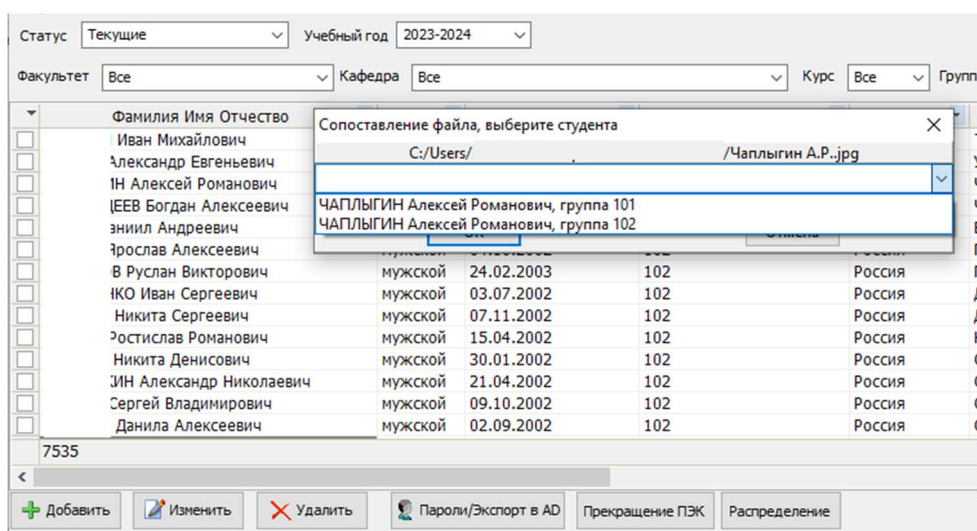 Статус Текущие Учебный год 2023-2024
Факультет Все Кафедра Все Курс Все Групп
Фамилия Имя Отчество
Сопоставление файла, выберите студента
C:/Users/ /Чаплыгин А.Р..jpg
ЧАПЛЫГИН Алексей Романович, группа 101
ЧАПЛЫГИН Алексей Романович, группа 102
Иван Михайлович
Александр Евгеньевич
ИН Алексей Романович
ЕЕВ Богдан Алексеевич
Андреевич
Ярослав Алексеевич
В Руслан Викторович мужской 24.02.2003 102 Россия
НКО Иван Сергеевич мужской 03.07.2002 102 Россия
Никита Сергеевич мужской 07.11.2002 102 Россия
Ростислав Романович мужской 15.04.2002 102 Россия
Никита Денисович мужской 30.01.2002 102 Россия
Александр Николаевич мужской 21.04.2002 102 Россия
Сергей Владимирович мужской 09.10.2002 102 Россия
Данила Алексеевич мужской 02.09.2002 102 Россия
7535
Добавить Изменить Удалить Пароли/Экспорт в AD Прекращение ПЭК Распределение